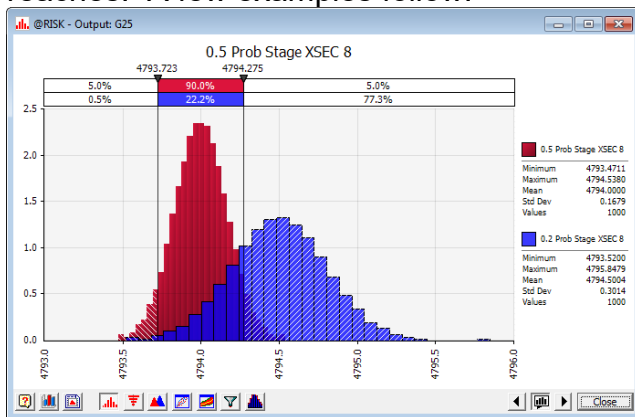 @RISK - Output: G25
0.5 Prob Stage XSEC 8
4793.723 4794.275
5.0% 90.0% 5.0%
0.5% 22.2% 77.3%
2.5
2.0
1.5
1.0
0.5
0.0
4793.0 4793.5 4794.0 4794.5 4795.0 4795.5 4796.0
0.5 Prob Stage XSEC 8
Minimum 4793.4711
Maximum 4794.5380
Mean 4794.0000
Std Dev 0.1679
Values 1000
0.2 Prob Stage XSEC 8
Minimum 4793.5200
Maximum 4795.8479
Mean 4794.5004
Std Dev 0.3014
Values 1000
Close